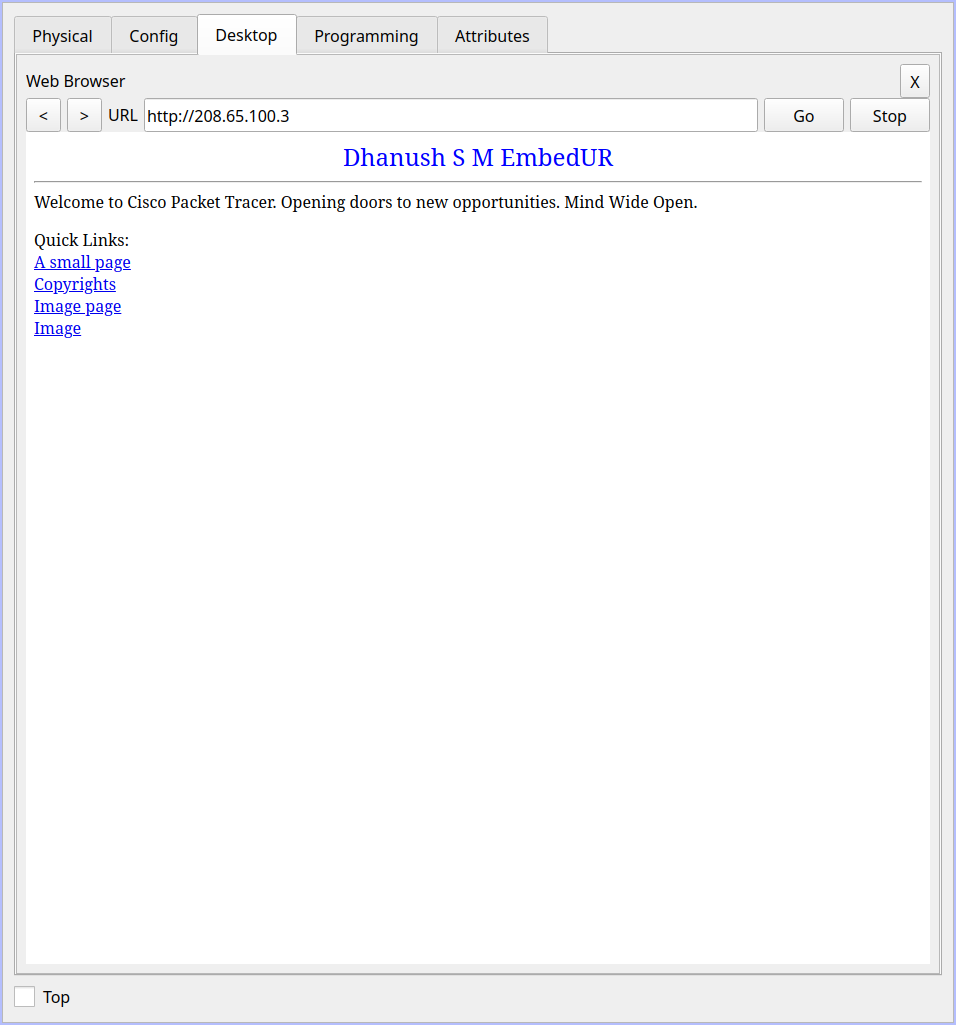 Physical Config Desktop Programming Attributes
Web Browser X
< > URL http://208.65.100.3 Go Stop
Dhanush S M EmbedUR
Welcome to Cisco Packet Tracer. Opening doors to new opportunities. Mind Wide Open.
Quick Links:
A small page
Copyrights
Image page
Image
Top